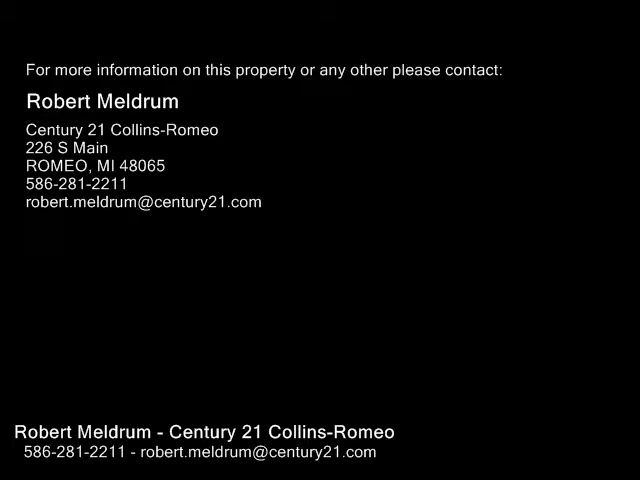 For more information on this property or any other please contact:
Robert Meldrum
Century 21 Collins-Romeo
226 S Main
ROMEO, MI 48065
586-281-2211
robert.meldrum@century21.com
Robert Meldrum - Century 21 Collins-Romeo
586-281-2211 - robert.meldrum@century21.com